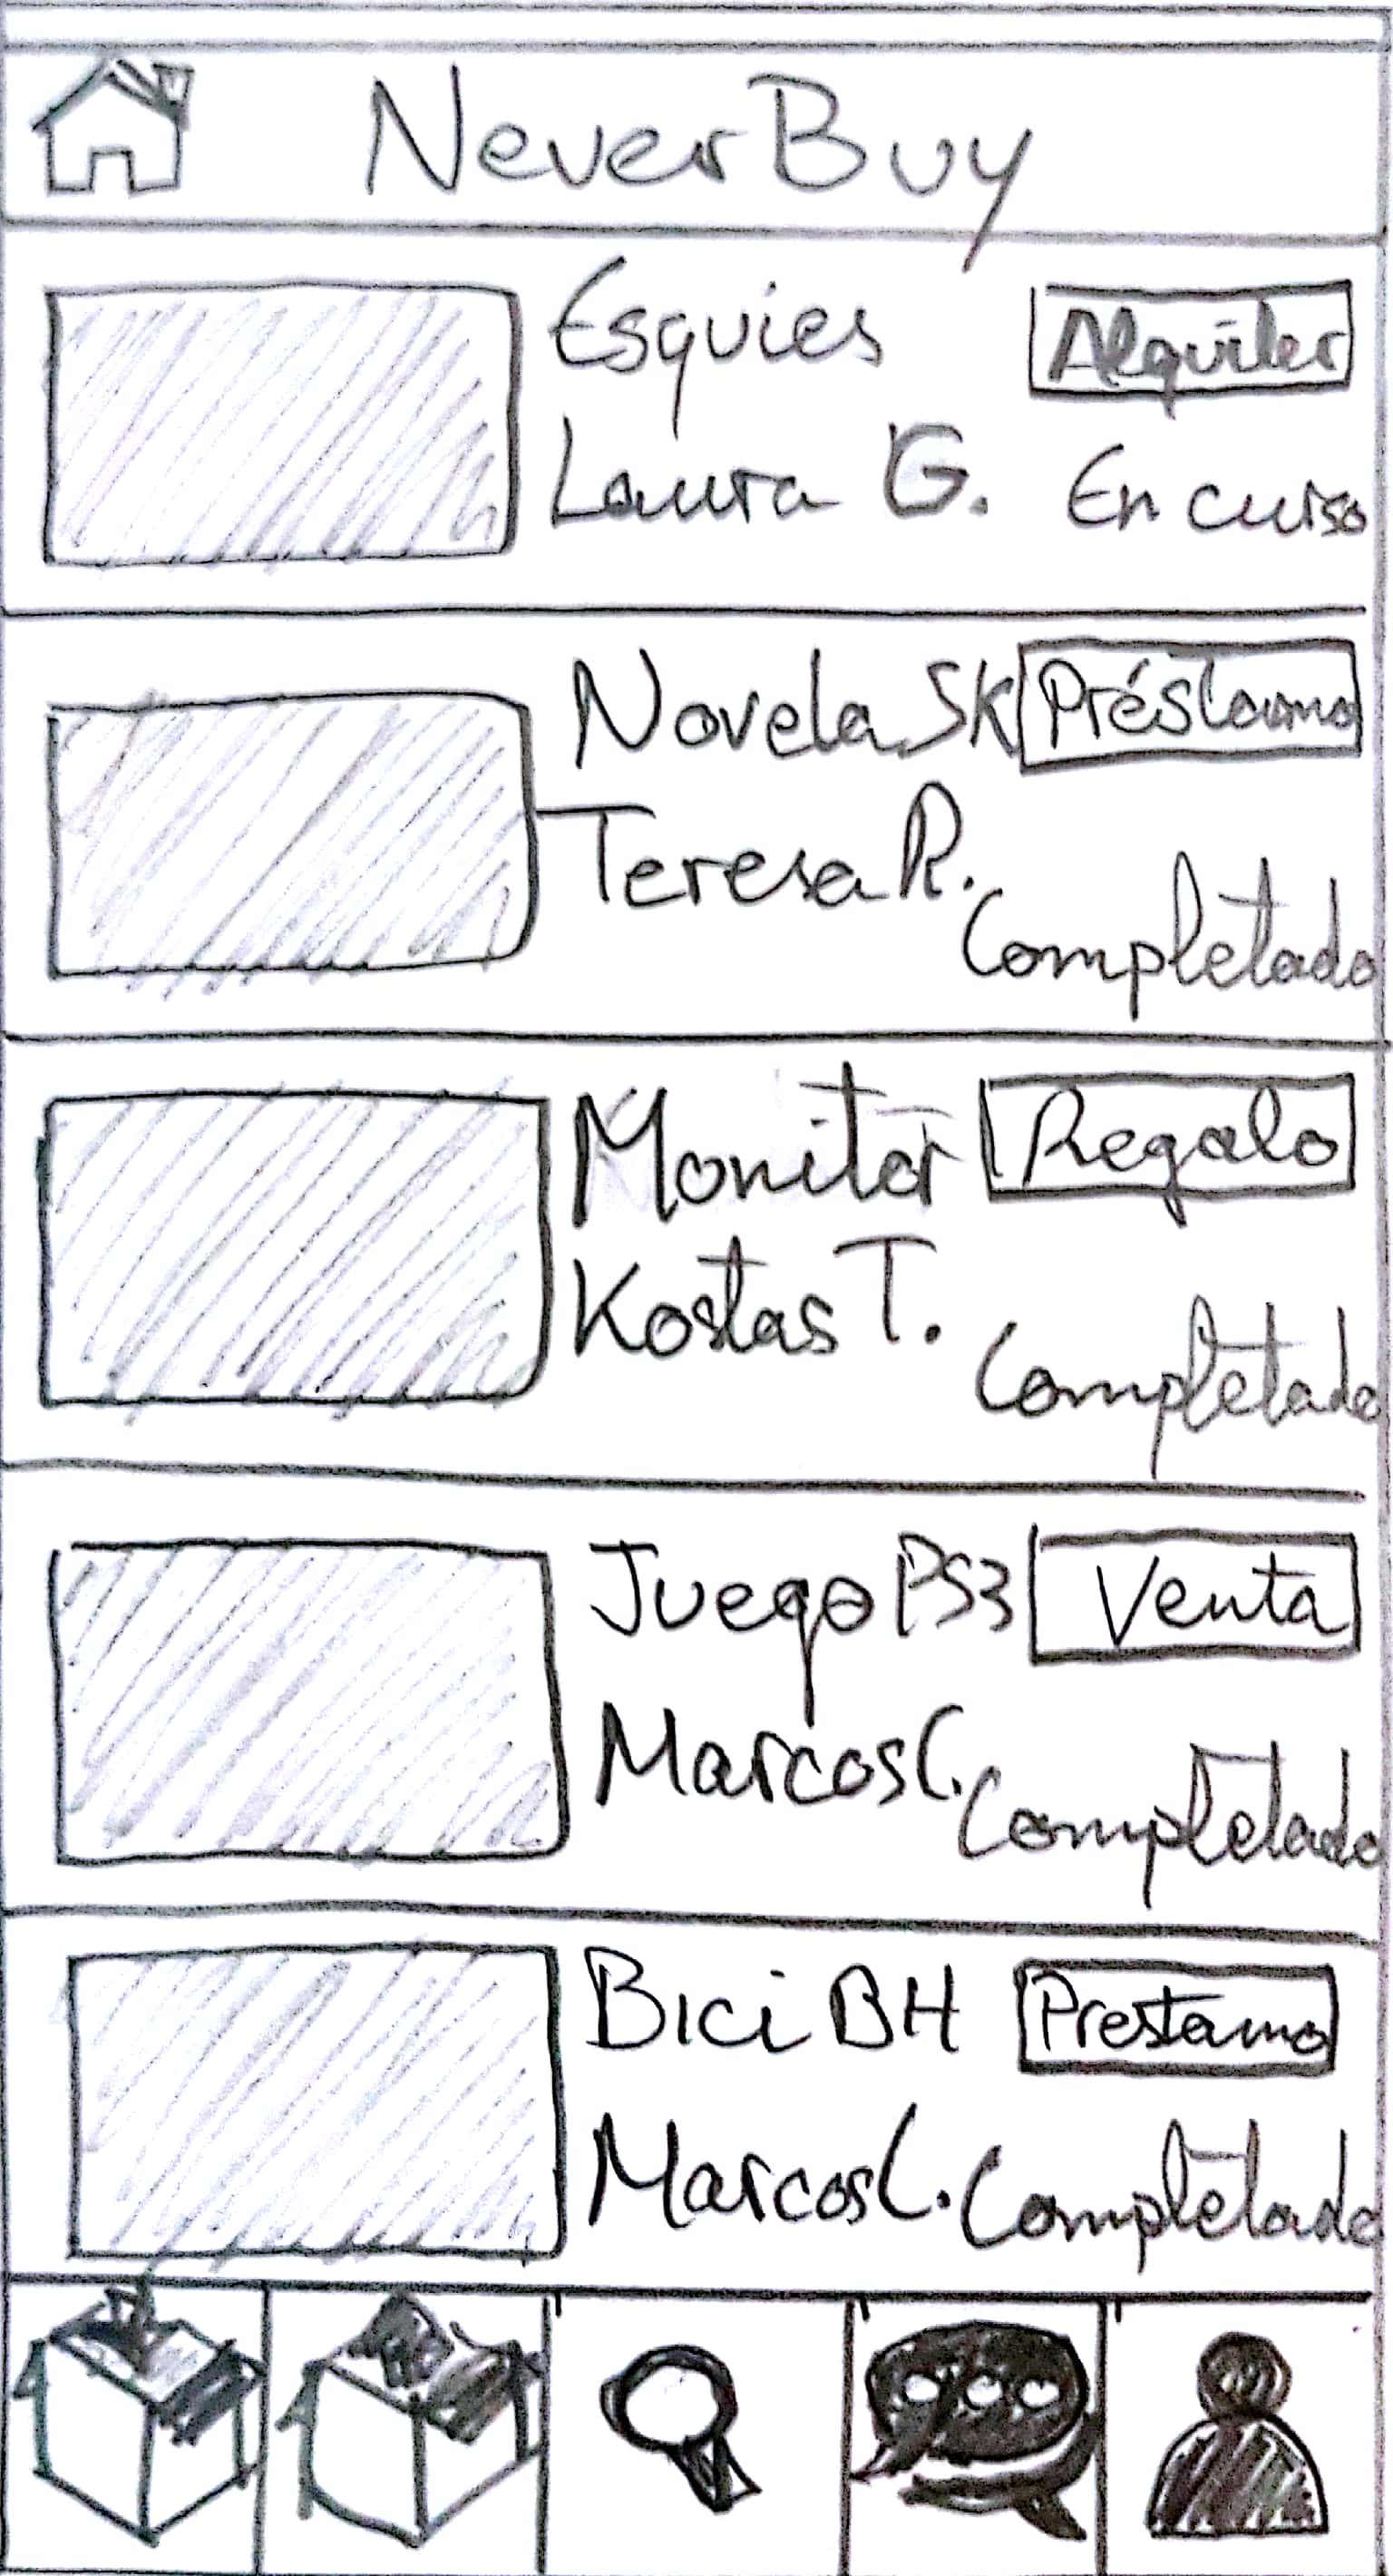 NeverBuy
Esquies Alquiler
Laura G. En curso
Novela SK Préstamo
Teresa R.
Completado
Monitor Regalo
Kostas T.
Completado
Juego PS3 Venta
Marcos C.
Completado
Bici BH Prestamo
Marcos C. Completado